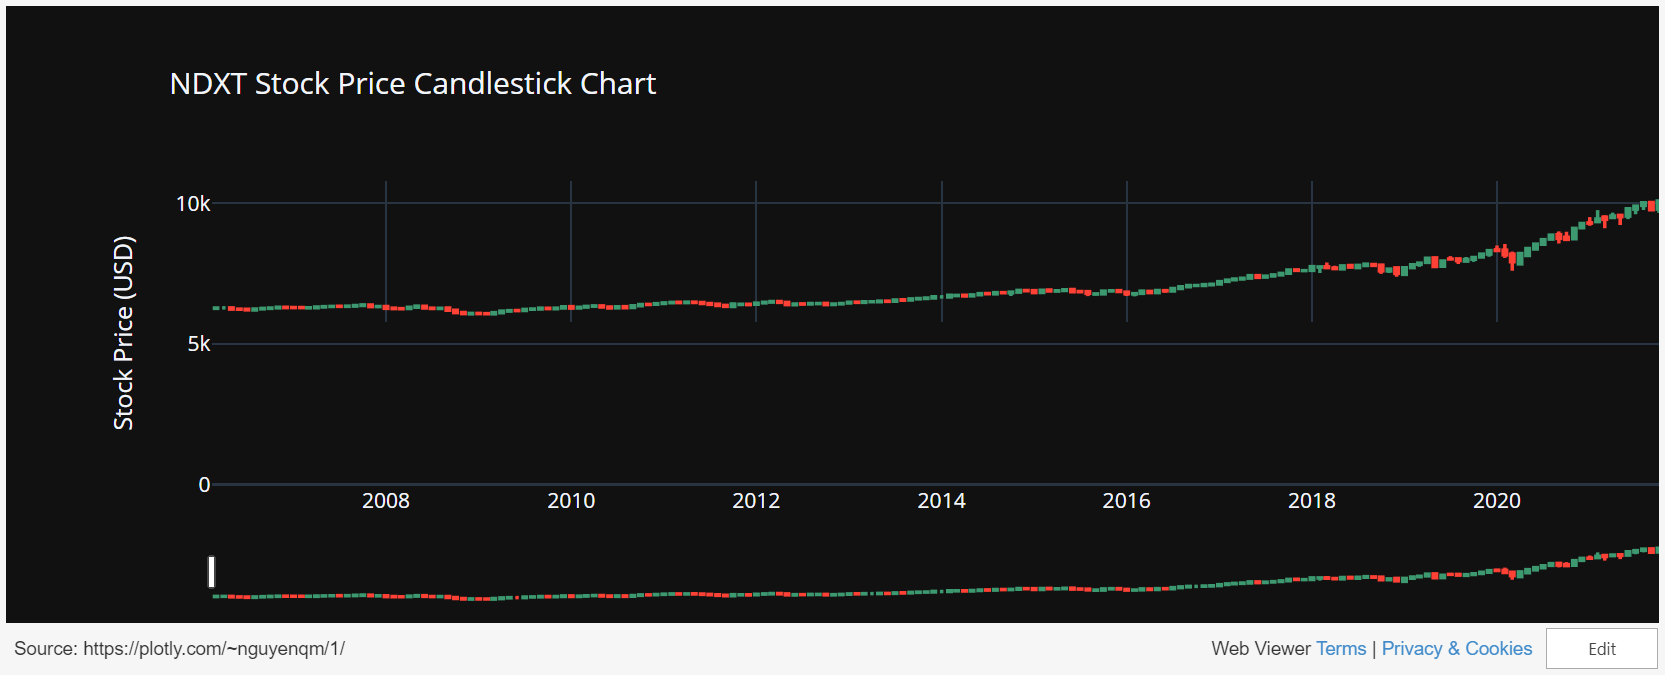 NDXT Stock Price Candlestick Chart
Stock Price (USD)
10k
5k
0
2008 2010 2012 2014 2016 2018 2020
Source: https://plotly.com/~nguyenqm/1/
Web Viewer Terms | Privacy & Cookies
Edit